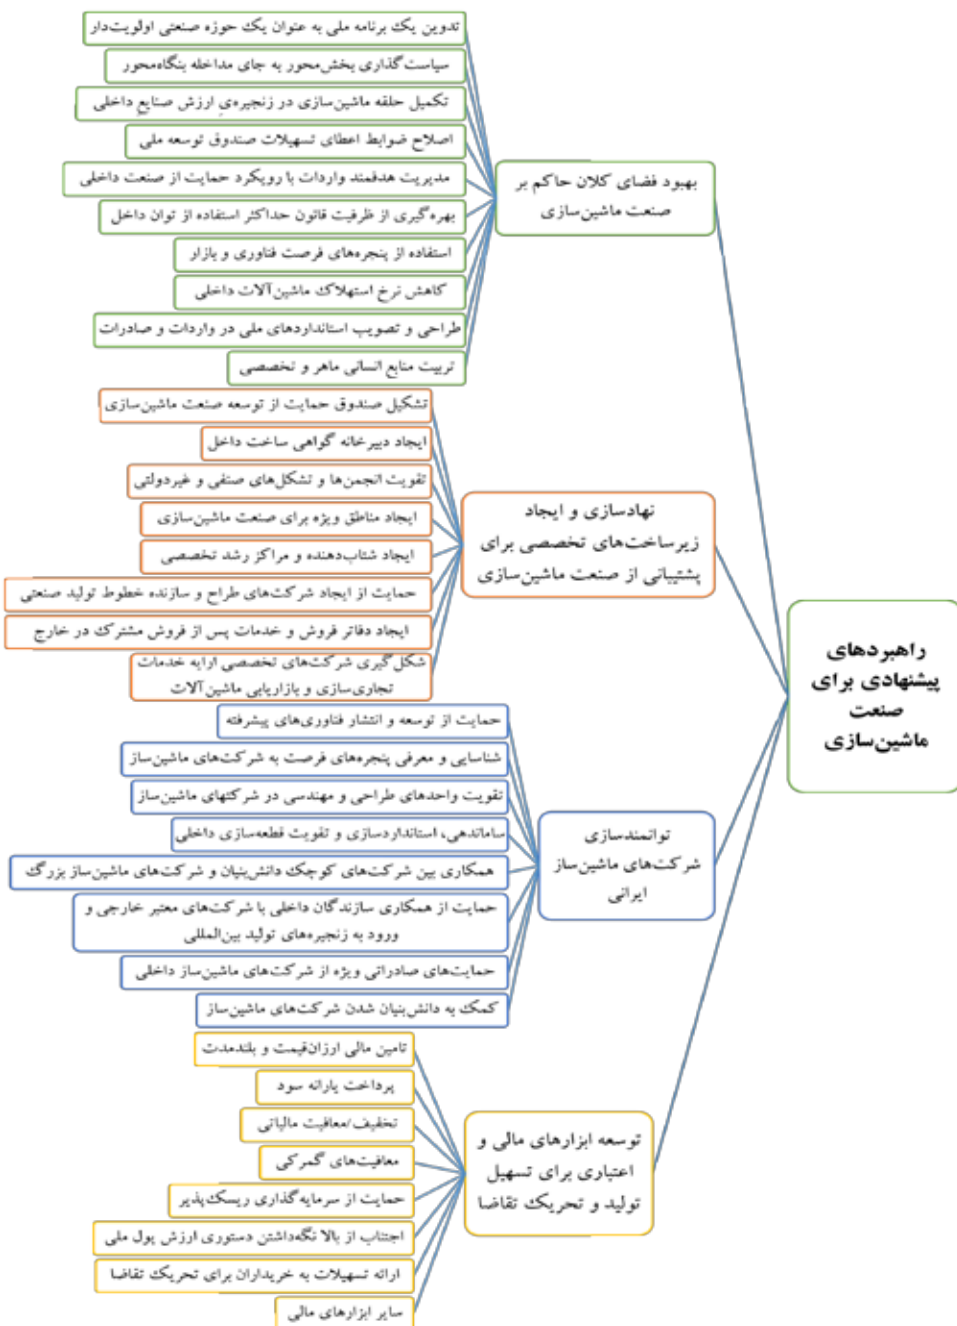 راهبردهای
پیشنهادی برای
صنعت
ماشین‌سازی
بهبود فضای کلان حاکم بر
صنعت ماشین‌سازی
تدوین یک برنامه ملی به عنوان یک حوزه صنعتی اولویت‌دار
سیاست‌گذاری بخش‌محور به جای مداخله بنگاه‌محور
تکمیل حلقه ماشین‌سازی در زنجیره‌یِ ارزش صنایع داخلی
اصلاح ضوابط اعطای تسهیلات صندوق توسعه ملی
مدیریت هدفمند واردات با رویکرد حمایت از صنعت داخلی
بهره‌گیری از ظرفیت قانون حداکثر استفاده از توان داخل
استفاده از پنجره‌های فرصت فناوری و بازار
کاهش نرخ استهلاک ماشین‌آلات داخلی
طراحی و تصویب استانداردهای ملی در واردات و صادرات
تربیت منابع انسانی ماهر و تخصصی
نهادسازی و ایجاد
زیرساخت‌های تخصصی برای
پشتیبانی از صنعت ماشین‌سازی
تشکیل صندوق حمایت از توسعه صنعت ماشین‌سازی
ایجاد دبیرخانه گواهی ساخت داخل
تقویت انجمن‌ها و تشکل‌های صنفی و غیردولتی
ایجاد مناطق ویژه برای صنعت ماشین‌سازی
ایجاد شتاب‌دهنده و مراکز رشد تخصصی
حمایت از ایجاد شرکت‌های طراح و سازنده خطوط تولید صنعتی
ایجاد دفاتر فروش و خدمات پس از فروش مشترک در خارج
شکل‌گیری شرکت‌های تخصصی ارایه خدمات
تجاری‌سازی و بازاریابی ماشین‌آلات
توانمندسازی
شرکت‌های ماشین‌ساز
ایرانی
حمایت از توسعه و انتشار فناوری‌های پیشرفته
شناسایی و معرفی پنجره‌های فرصت به شرکت‌های ماشین‌ساز
تقویت واحدهای طراحی و مهندسی در شرکتهای ماشین‌ساز
ساماندهی، استانداردسازی و تقویت قطعه‌سازی داخلی
همکاری بین شرکت‌های کوچک دانش‌بنیان و شرکت‌های ماشین‌ساز بزرگ
حمایت از همکاری سازندگان داخلی با شرکت‌های معتبر خارجی و
ورود به زنجیره‌های تولید بین‌المللی
حمایت‌های صادراتی ویژه از شرکت‌های ماشین‌ساز داخلی
کمک به دانش‌بنیان شدن شرکت‌های ماشین‌ساز
توسعه ابزارهای مالی و
اعتباری برای تسهیل
تولید و تحریک تقاضا
تامین مالی ارزان‌قیمت و بلندمدت
پرداخت یارانه سود
تخفیف/معافیت مالیاتی
معافیت‌های گمرکی
حمایت از سرمایه‌گذاری ریسک‌پذیر
اجتناب از بالا نگه‌داشتن دستوری ارزش پول ملی
ارائه تسهیلات به خریداران برای تحریک تقاضا
سایر ابزارهای مالی